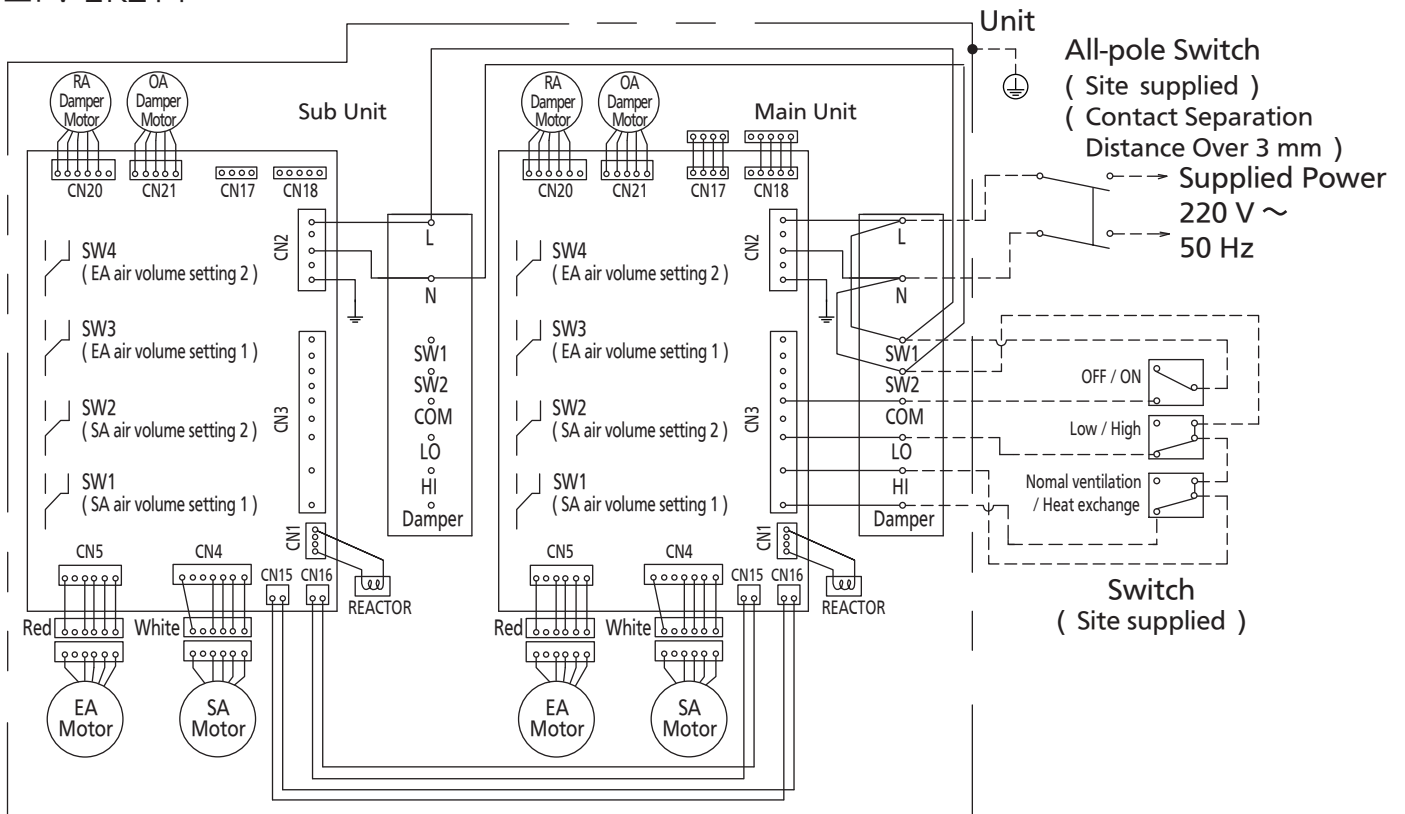 Unit
All-pole Switch
( Site supplied )
( Contact Separation
Distance Over 3 mm )
Supplied Power
220 V ～
50 Hz
RA
Damper
Motor
OA
Damper
Motor
Sub Unit
CN20
CN21
CN17
CN18
CN2
SW4
( EA air volume setting 2 )
SW3
( EA air volume setting 1 )
SW2
( SA air volume setting 2 )
SW1
( SA air volume setting 1 )
CN3
CN1
CN5
CN4
CN15
CN16
REACTOR
Red
White
EA
Motor
SA
Motor
L
N
SW1
SW2
COM
LO
HI
Damper
RA
Damper
Motor
OA
Damper
Motor
Main Unit
CN20
CN21
CN17
CN18
CN2
SW4
( EA air volume setting 2 )
SW3
( EA air volume setting 1 )
SW2
( SA air volume setting 2 )
SW1
( SA air volume setting 1 )
CN3
CN1
CN5
CN4
CN15
CN16
REACTOR
Red
White
EA
Motor
SA
Motor
L
N
SW1
SW2
COM
LO
HI
Damper
OFF / ON
Low / High
Nomal ventilation
/ Heat exchange
Switch
( Site supplied )